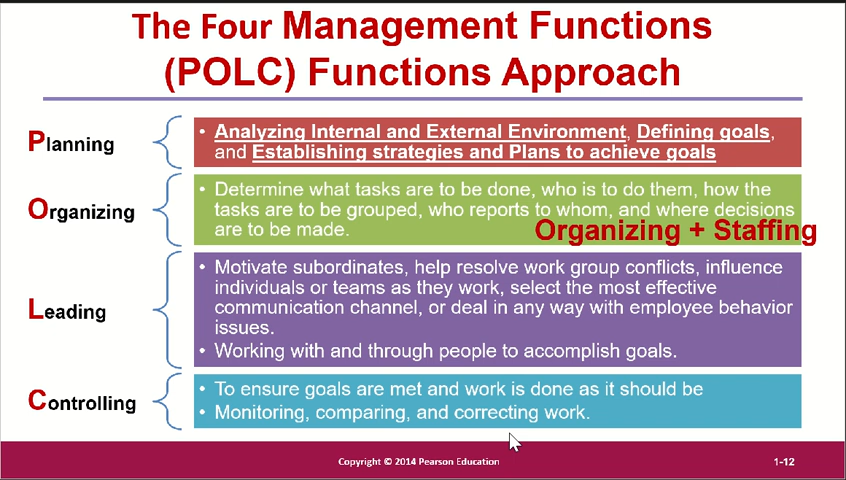 The Four Management Functions
(POLC) Functions Approach
Planning
• Analyzing Internal and External Environment, Defining goals,
and Establishing strategies and Plans to achieve goals
Organizing
• Determine what tasks are to be done, who is to do them, how the
tasks are to be grouped, who reports to whom, and where decisions
are to be made.
Organizing + Staffing
Leading
• Motivate subordinates, help resolve work group conflicts, influence
individuals or teams as they work, select the most effective
communication channel, or deal in any way with employee behavior
issues.
• Working with and through people to accomplish goals.
Controlling
• To ensure goals are met and work is done as it should be
• Monitoring, comparing, and correcting work.
Copyright © 2014 Pearson Education
1-12